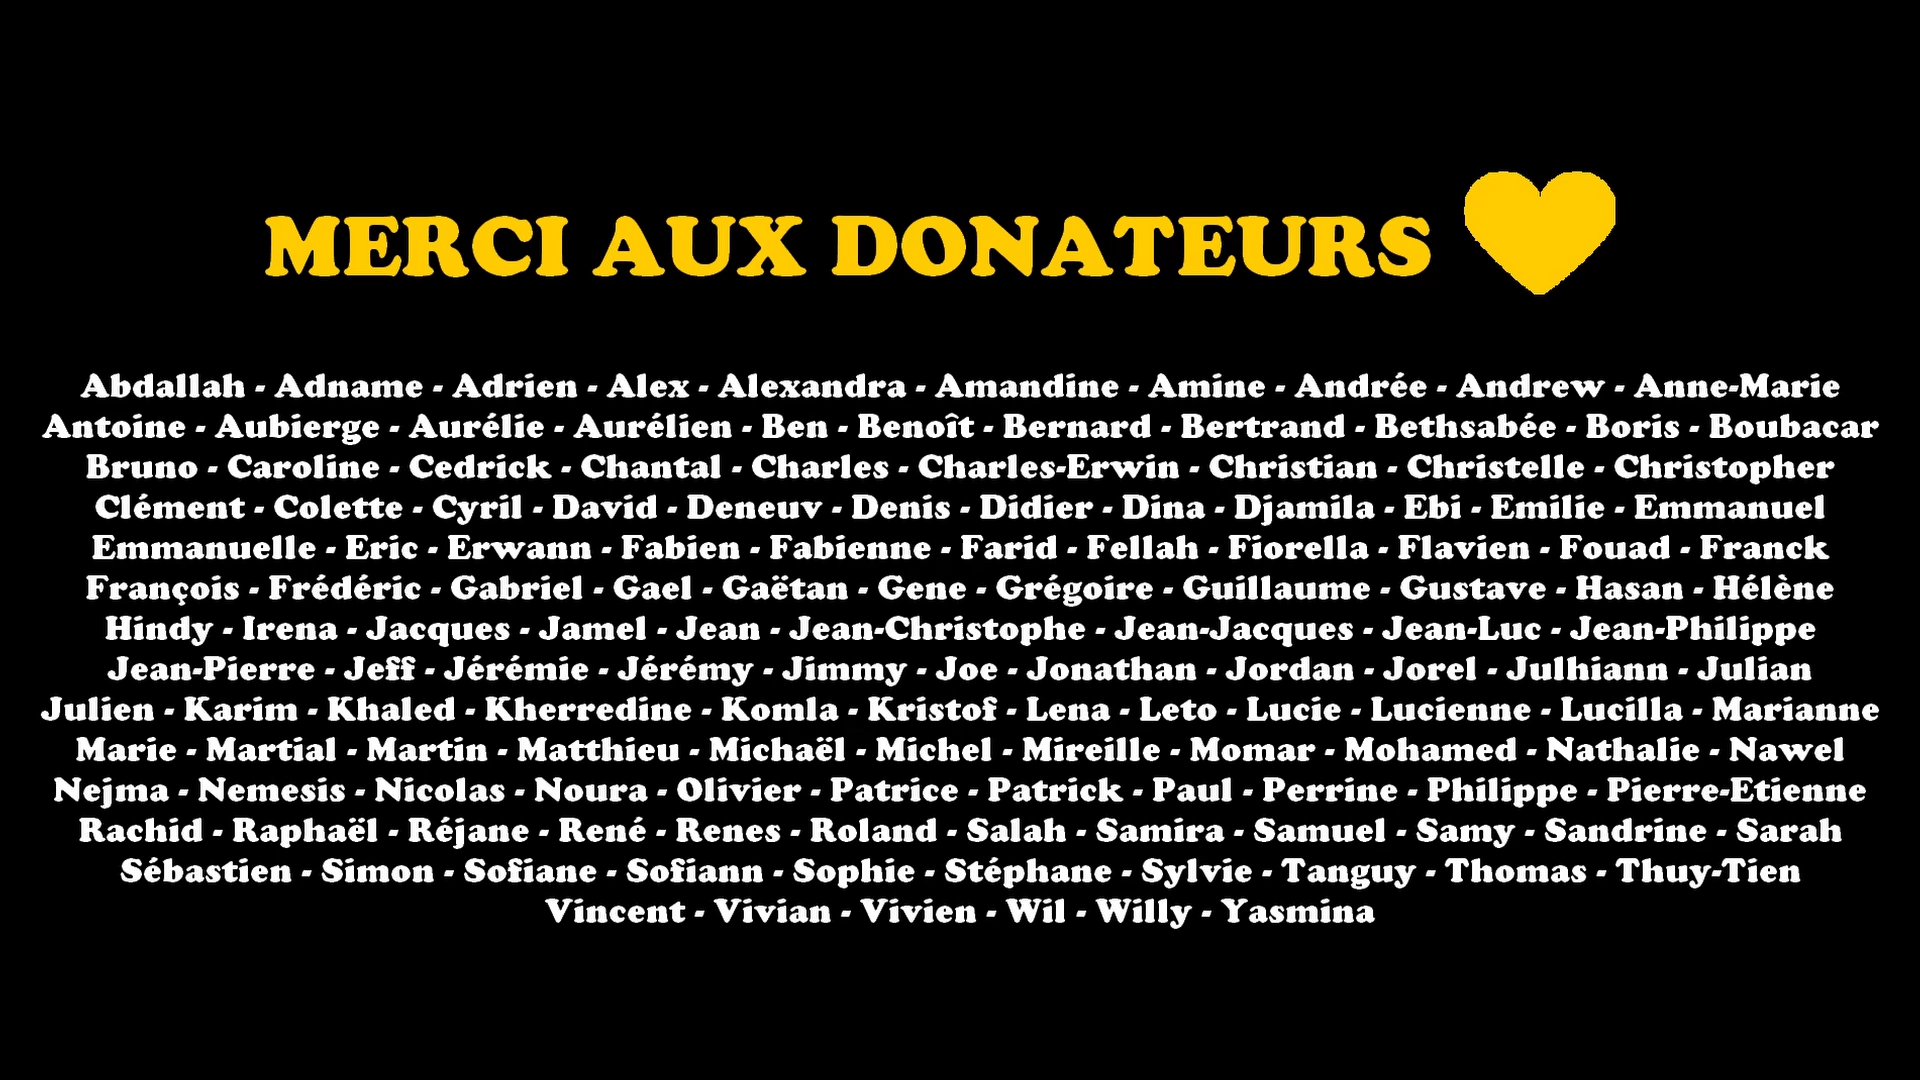 MERCI AUX DONATEURS
Abdallah - Adname - Adrien - Alex - Alexandra - Amandine - Amine - Andrée - Andrew - Anne-Marie
Antoine - Aubierge - Aurélie - Aurélien - Ben - Benoît - Bernard - Bertrand - Bethsabée - Boris - Boubacar
Bruno - Caroline - Cedrick - Chantal - Charles - Charles-Erwin - Christian - Christelle - Christopher
Clément - Colette - Cyril - David - Deneuv - Denis - Didier - Dina - Djamila - Ebi - Emilie - Emmanuel
Emmanuelle - Eric - Erwann - Fabien - Fabienne - Farid - Fellah - Fiorella - Flavien - Fouad - Franck
François - Frédéric - Gabriel - Gael - Gaëtan - Gene - Grégoire - Guillaume - Gustave - Hasan - Hélène
Hindy - Irena - Jacques - Jamel - Jean - Jean-Christophe - Jean-Jacques - Jean-Luc - Jean-Philippe
Jean-Pierre - Jeff - Jérémie - Jérémy - Jimmy - Joe - Jonathan - Jordan - Jorel - Julhiann - Julian
Julien - Karim - Khaled - Kherredine - Komla - Kristof - Lena - Leto - Lucie - Lucienne - Lucilla - Marianne
Marie - Martial - Martin - Matthieu - Michaël - Michel - Mireille - Momar - Mohamed - Nathalie - Nawel
Nejma - Nemesis - Nicolas - Noura - Olivier - Patrice - Patrick - Paul - Perrine - Philippe - Pierre-Etienne
Rachid - Raphaël - Réjane - René - Renes - Roland - Salah - Samira - Samuel - Samy - Sandrine - Sarah
Sébastien - Simon - Sofiane - Sofiann - Sophie - Stéphane - Sylvie - Tanguy - Thomas - Thuy-Tien
Vincent - Vivian - Vivien - Wil - Willy - Yasmina